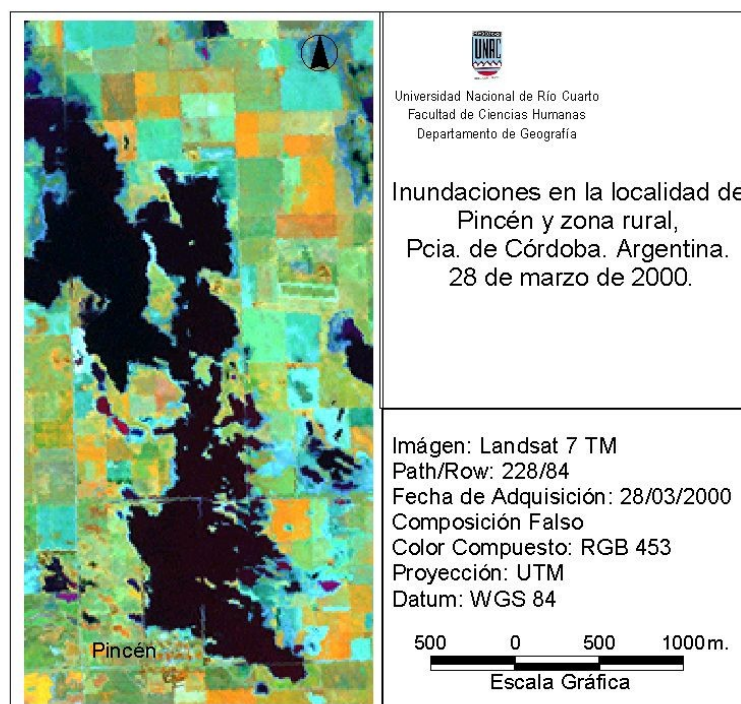 UNRC
Universidad Nacional de Río Cuarto
Facultad de Ciencias Humanas
Departamento de Geografía
Inundaciones en la localidad de
Pincén y zona rural,
Pcia. de Córdoba. Argentina.
28 de marzo de 2000.
Imágen: Landsat 7 TM
Path/Row: 228/84
Fecha de Adquisición: 28/03/2000
Composición Falso
Color Compuesto: RGB 453
Proyección: UTM
Datum: WGS 84
500 0 500 1000 m.
Escala Gráfica
Pincén